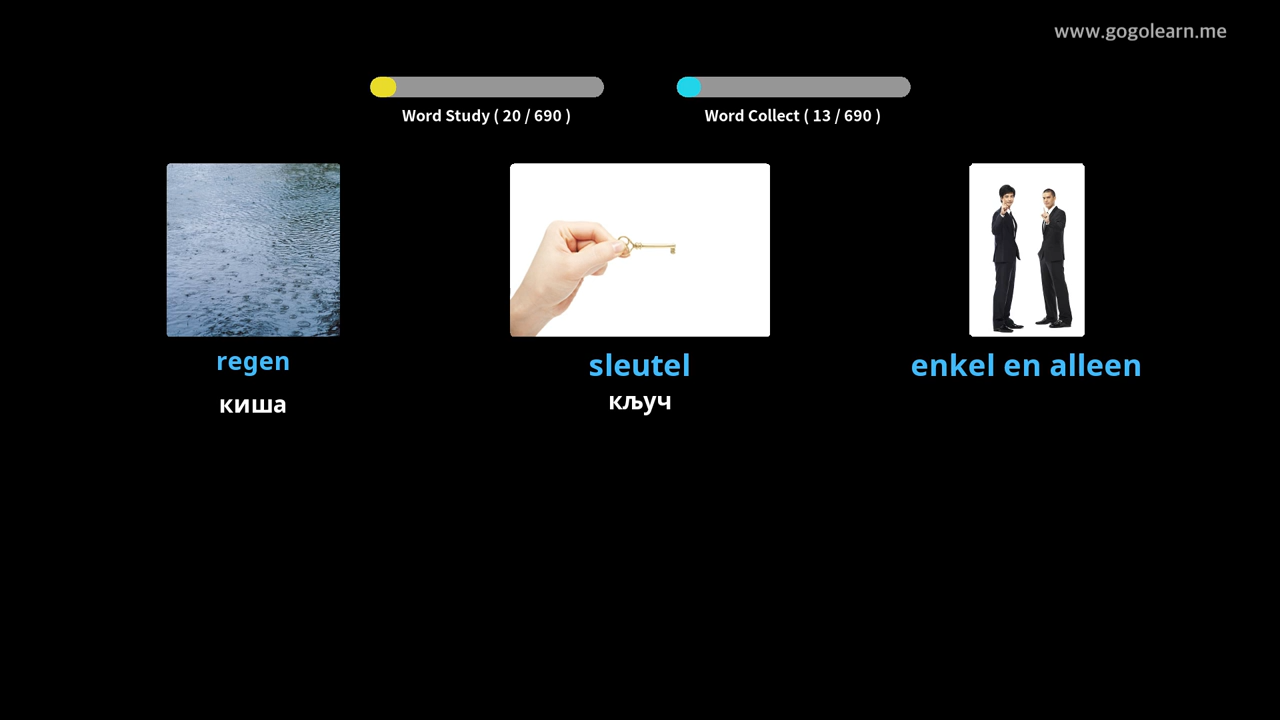 www.gogolearn.me
Word Study ( 20 / 690 )
Word Collect ( 13 / 690 )
regen
киша
sleutel
кључ
enkel en alleen